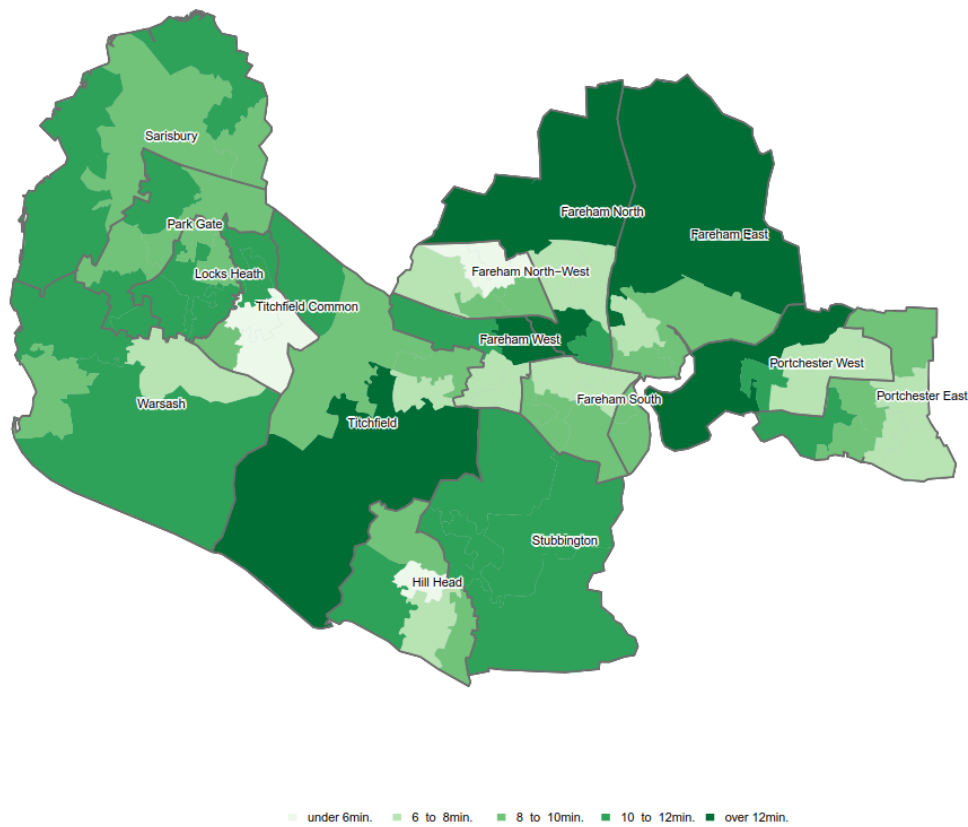 Sarisbury
Fareham North
Park Gate
Fareham East
Locks Heath
Fareham North−West
Titchfield Common
Fareham West
Portchester West
Warsash
Fareham South
Portchester East
Titchfield
Stubbington
Hill Head
under 6min. 6 to 8min. 8 to 10min. 10 to 12min. over 12min.